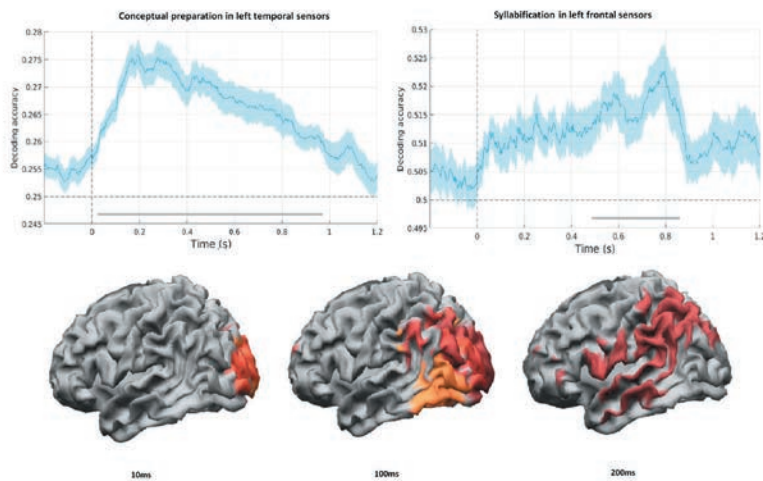 Conceptual preparation in left temporal sensors
Syllabification in left frontal sensors
0.28
0.275
0.27
0.265
0.26
0.255
0.25
0.245
Decoding accuracy
0 0.2 0.4 0.6 0.8 1 1.2
Time (s)
0.53
0.525
0.52
0.515
0.51
0.505
0.5
0.495
Decoding accuracy
0 0.2 0.4 0.6 0.8 1 1.2
Time (s)
10ms
100ms
200ms